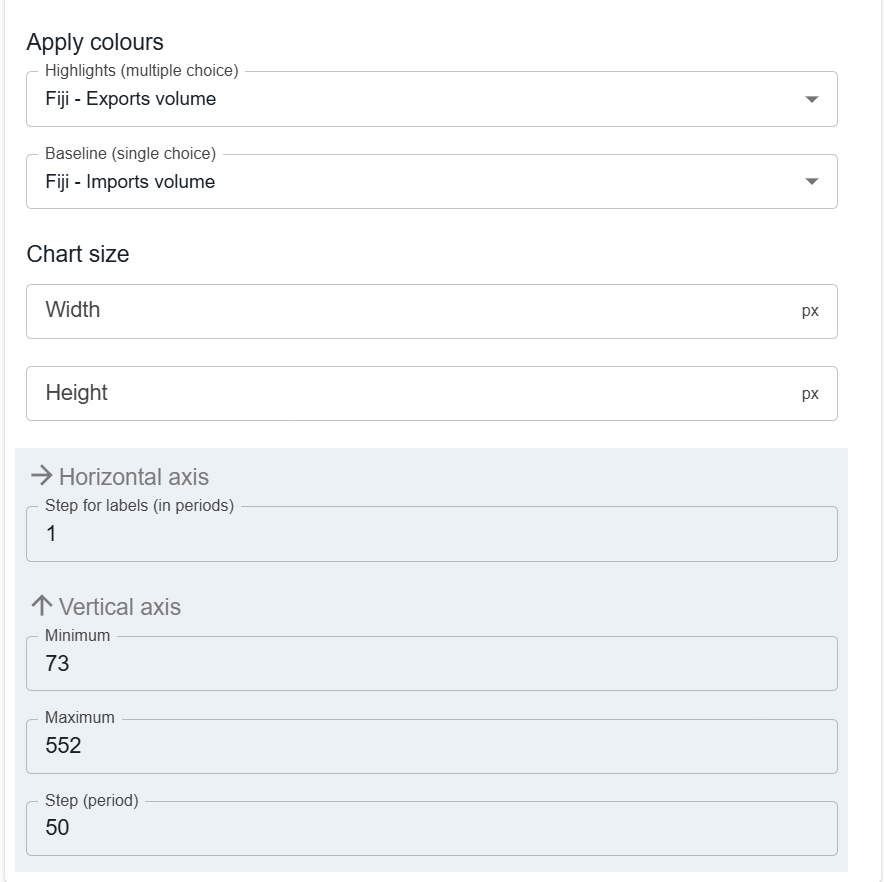 Apply colours
Highlights (multiple choice)
Fiji - Exports volume
Baseline (single choice)
Fiji - Imports volume
Chart size
Width px
Height px
Horizontal axis
Step for labels (in periods)
1
Vertical axis
Minimum
73
Maximum
552
Step (period)
50